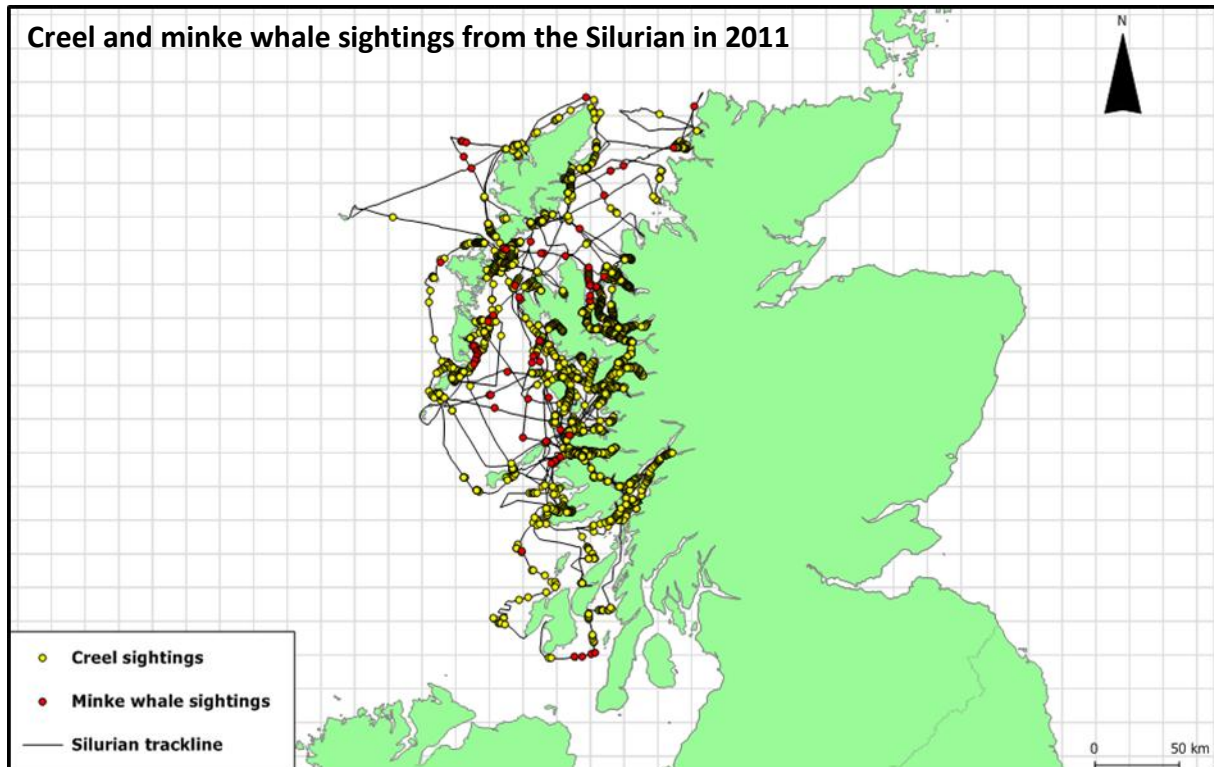 Creel and minke whale sightings from the Silurian in 2011
N
Creel sightings
Minke whale sightings
Silurian trackline
0 50 km